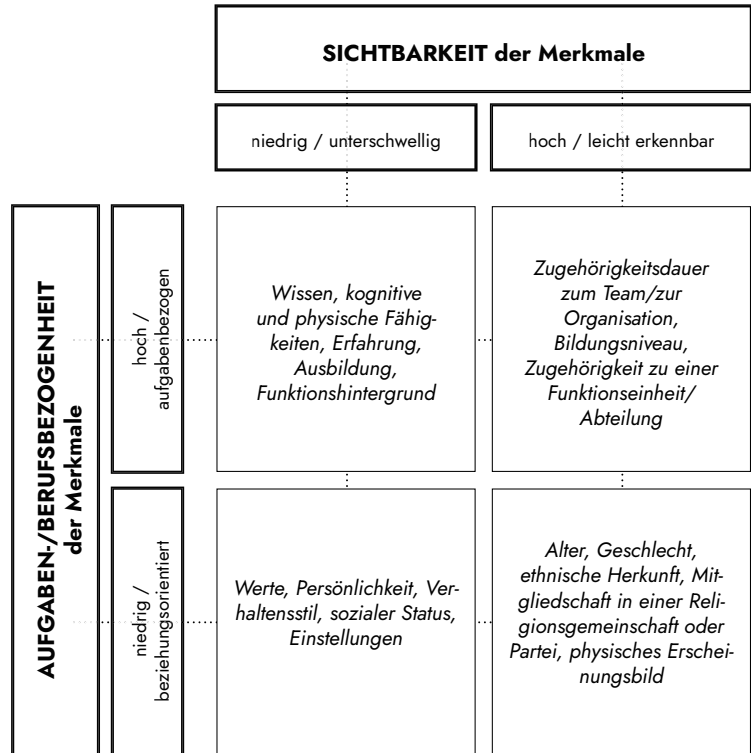 SICHTBARKEIT der Merkmale
niedrig / unterschwellig
hoch / leicht erkennbar
AUFGABEN-/BERUFSBEZOGENHEIT
der Merkmale
hoch /
aufgabenbezogen
Wissen, kognitive
und physische Fähig-
keiten, Erfahrung,
Ausbildung,
Funktionshintergrund
Zugehörigkeitsdauer
zum Team/zur
Organisation,
Bildungsniveau,
Zugehörigkeit zu einer
Funktionseinheit/
Abteilung
niedrig /
beziehungsorientiert
Werte, Persönlichkeit, Ver-
haltensstil, sozialer Status,
Einstellungen
Alter, Geschlecht,
ethnische Herkunft, Mit-
gliedschaft in einer Reli-
gionsgemeinschaft oder
Partei, physisches Erschei-
nungsbild